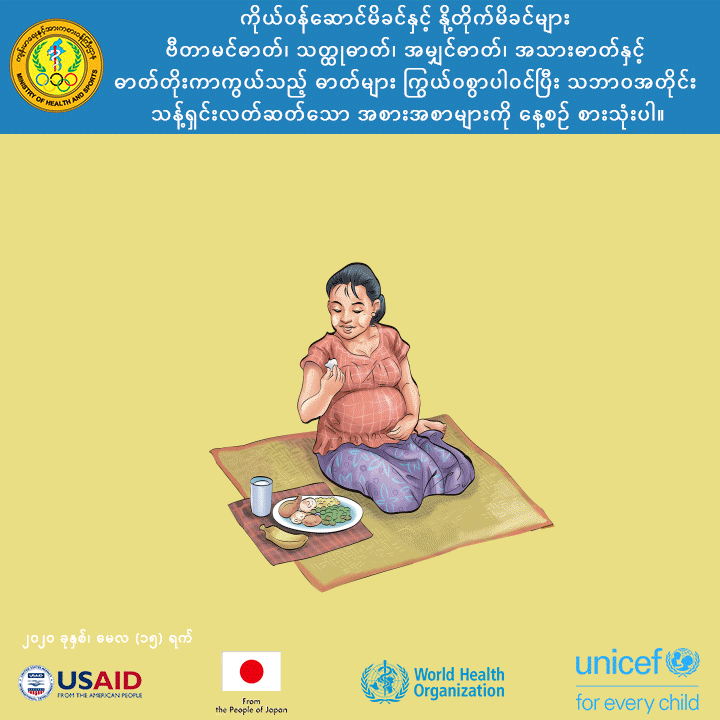 ကိုယ်ဝန်ဆောင်မိခင်နှင့် နို့တိုက်မိခင်များ
ဗီတာမင်ဓာတ်၊ သတ္ထုဓာတ်၊ အမျှင်ဓာတ်၊ အသားဓာတ်နှင့်
ဓာတ်တိုးကာကွယ်သည့် ဓာတ်များ ကြွယ်ဝစွာပါဝင်ပြီး သဘာဝအတိုင်း
သန့်ရှင်းလတ်ဆတ်သော အစားအစာများကို နေ့စဉ် စားသုံးပါ။
MINISTRY OF HEALTH AND SPORTS
၂၀၂၀ ခုနှစ်၊ မေလ (၁၅) ရက်
USAID
FROM THE AMERICAN PEOPLE
From
the People of Japan
World Health
Organization
unicef
for every child